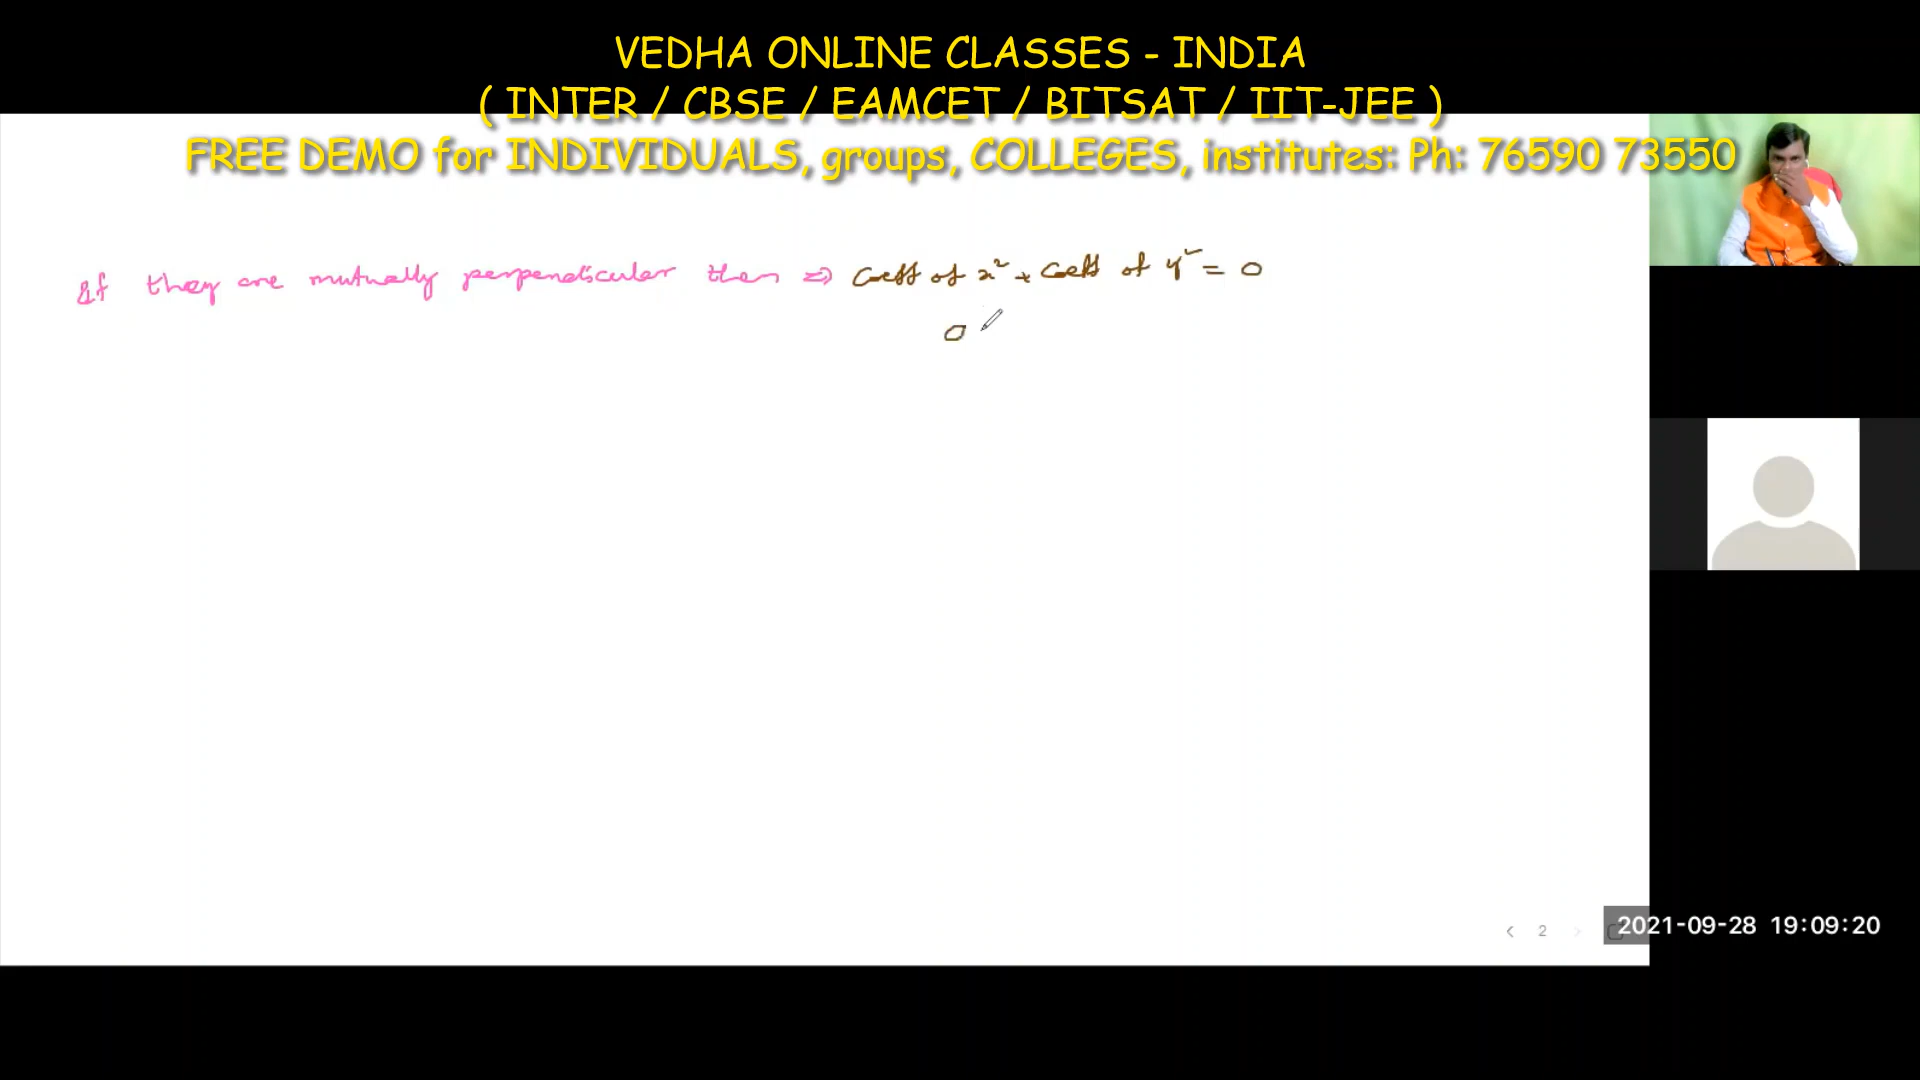 VEDHA ONLINE CLASSES - INDIA
( INTER / CBSE / EAMCET / BITSAT / IIT-JEE )
FREE DEMO for INDIVIDUALS, groups, COLLEGES, institutes: Ph: 76590 73550
If they are mutually perpendicular then ⇒ Coeff of x² + Coeff of y² = 0
0
2
2021-09-28 19:09:20